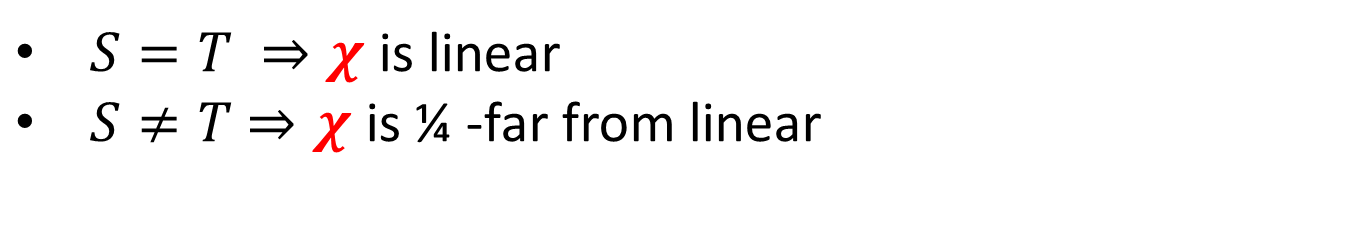 • 𝑆 = 𝑇 ⇒ 𝝌 is linear
• 𝑆 ≠ 𝑇 ⇒ 𝝌 is ¼ -far from linear